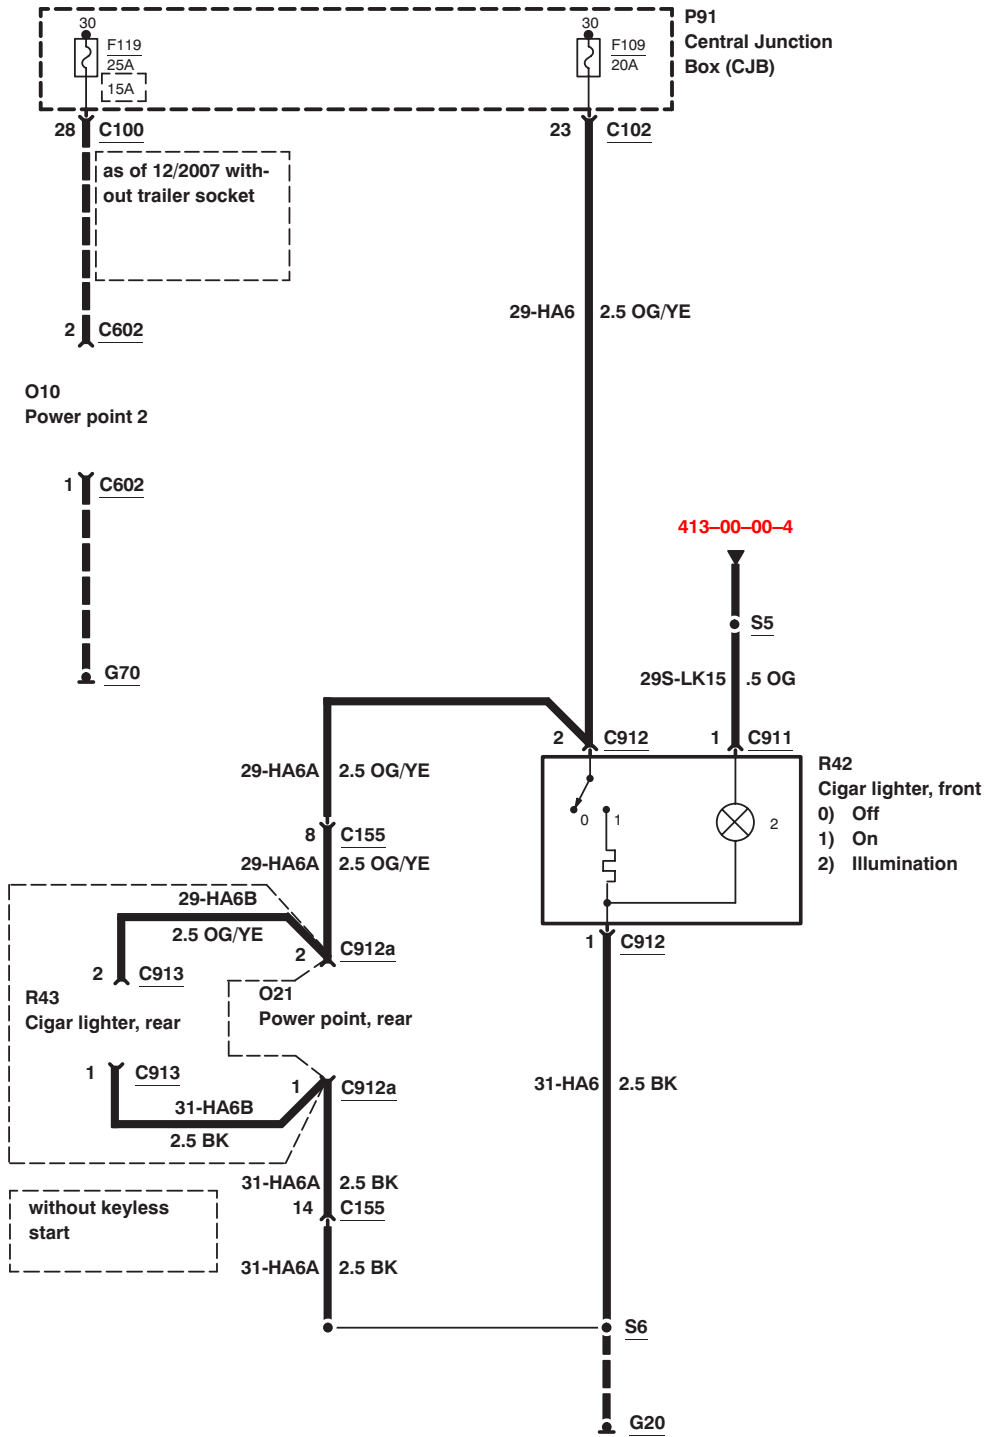 30
F119
25A
15A
30
F109
20A
P91
Central Junction
Box (CJB)
28 C100
23 C102
as of 12/2007 with-
out trailer socket
29-HA6 2.5 OG/YE
2 C602
O10
Power point 2
1 C602
413–00–00–4
S5
G70
29S-LK15 .5 OG
2 C912
1 C911
R42
Cigar lighter, front
0) Off
1) On
2) Illumination
0 1
2
29-HA6A 2.5 OG/YE
8 C155
29-HA6A 2.5 OG/YE
29-HA6B
2.5 OG/YE
2 C912a
1 C912
2 C913
R43
Cigar lighter, rear
O21
Power point, rear
1 C913
1 C912a
31-HA6 2.5 BK
31-HA6B
2.5 BK
31-HA6A 2.5 BK
14 C155
without keyless
start
31-HA6A 2.5 BK
S6
G20